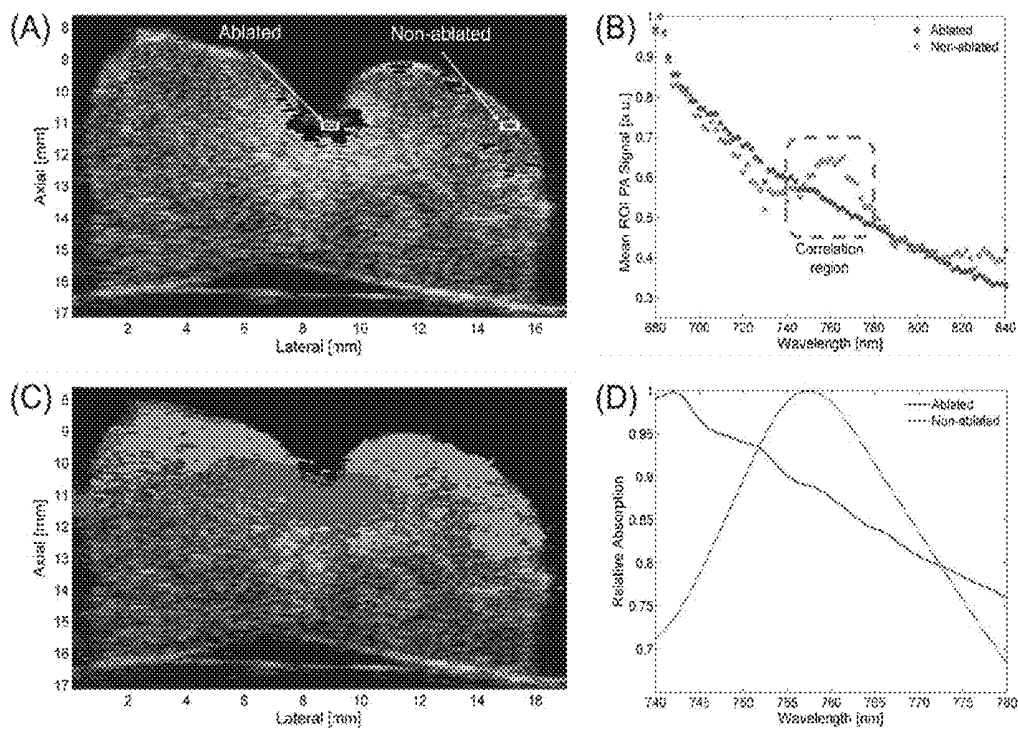 (A)
Ablated
Non-ablated
8
9
10
11
12
13
14
15
16
17
Axial [mm]
2 4 6 8 10 12 14 16
Lateral [mm]
(B)
Ablated
Non-ablated
1
0.9
0.8
0.7
0.6
0.5
0.4
0.3
Mean ROI PA Signal [a.u.]
Correlation
region
680 700 720 740 760 780 800 820 840
Wavelength [nm]
(C)
8
9
10
11
12
13
14
15
16
17
Axial [mm]
2 4 6 8 10 12 14 16
Lateral [mm]
(D)
Ablated
Non-ablated
1
0.95
0.9
0.85
0.8
0.75
0.7
Relative Absorption
740 745 750 755 760 765 770 775 780
Wavelength [nm]